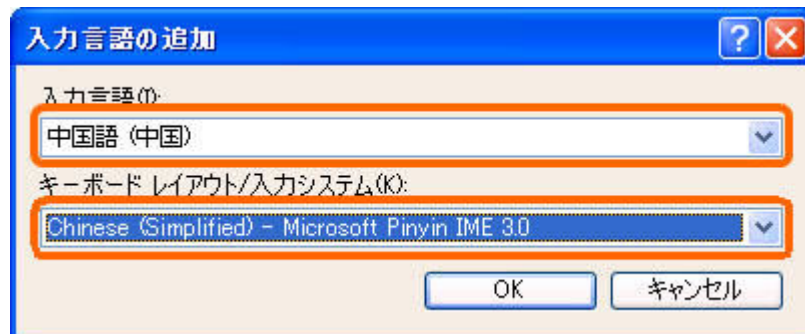 入力言語の追加
入力言語(I):
中国語 (中国)
キーボード レイアウト/入力システム(K):
Chinese (Simplified) - Microsoft Pinyin IME 3.0
OK キャンセル